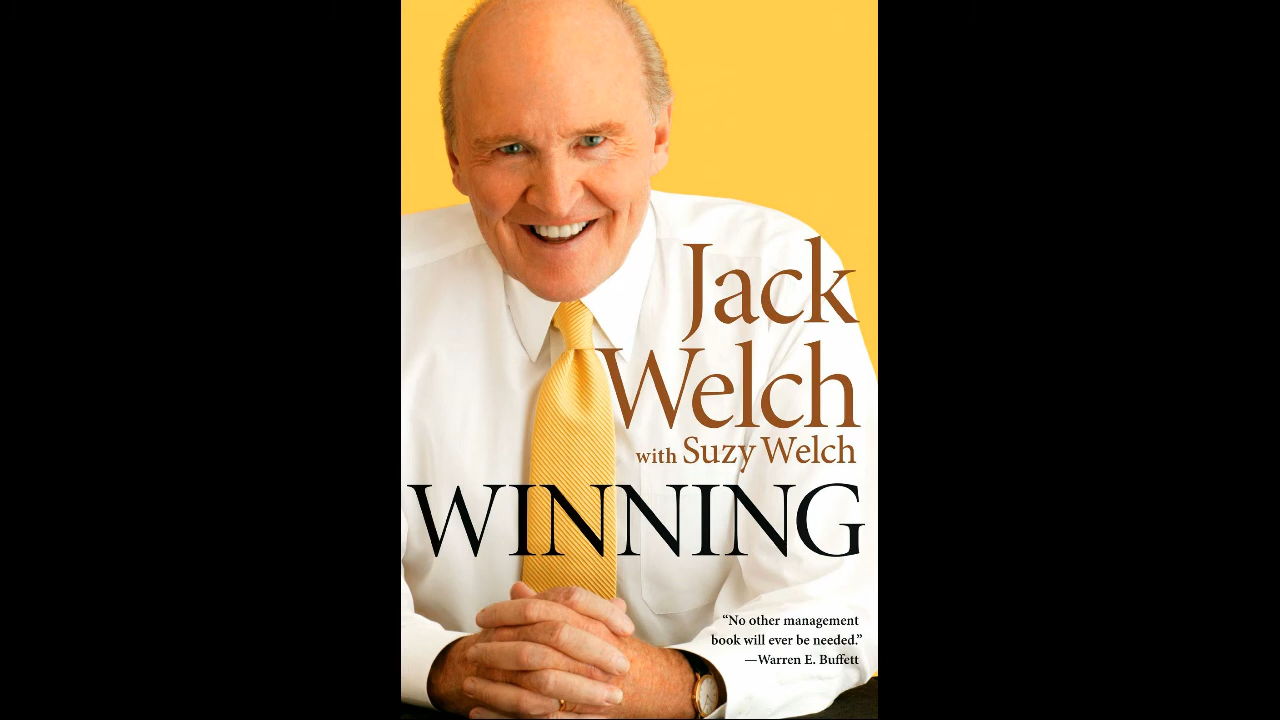 Jack
Welch
with Suzy Welch
WINNING
“No other management
book will ever be needed.”
—Warren E. Buffett